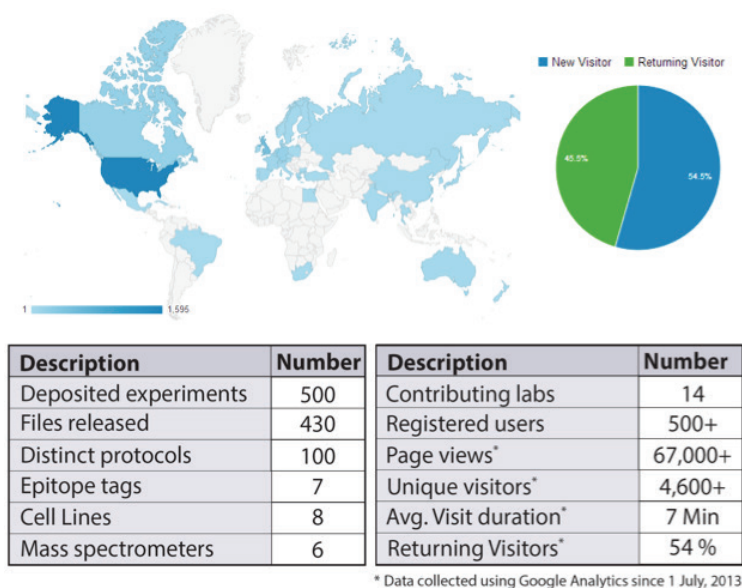 New Visitor Returning Visitor
45.5%
54.5%
1 1,595
Description Number
Deposited experiments 500
Files released 430
Distinct protocols 100
Epitope tags 7
Cell Lines 8
Mass spectrometers 6
Description Number
Contributing labs 14
Registered users 500+
Page views* 67,000+
Unique visitors* 4,600+
Avg. Visit duration* 7 Min
Returning Visitors* 54 %
* Data collected using Google Analytics since 1 July, 2013